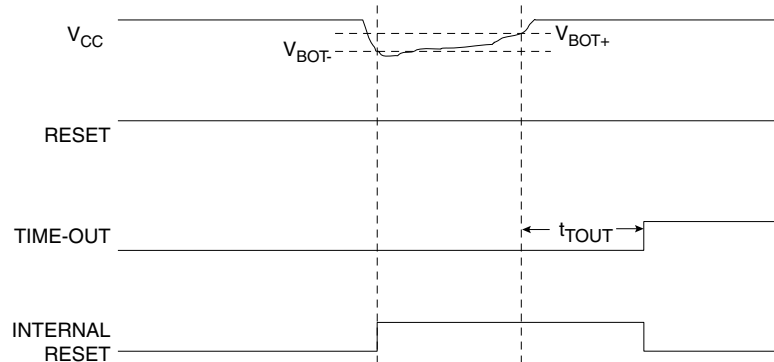 VCC
VBOT-
VBOT+
RESET
TIME-OUT
tTOUT
INTERNAL
RESET